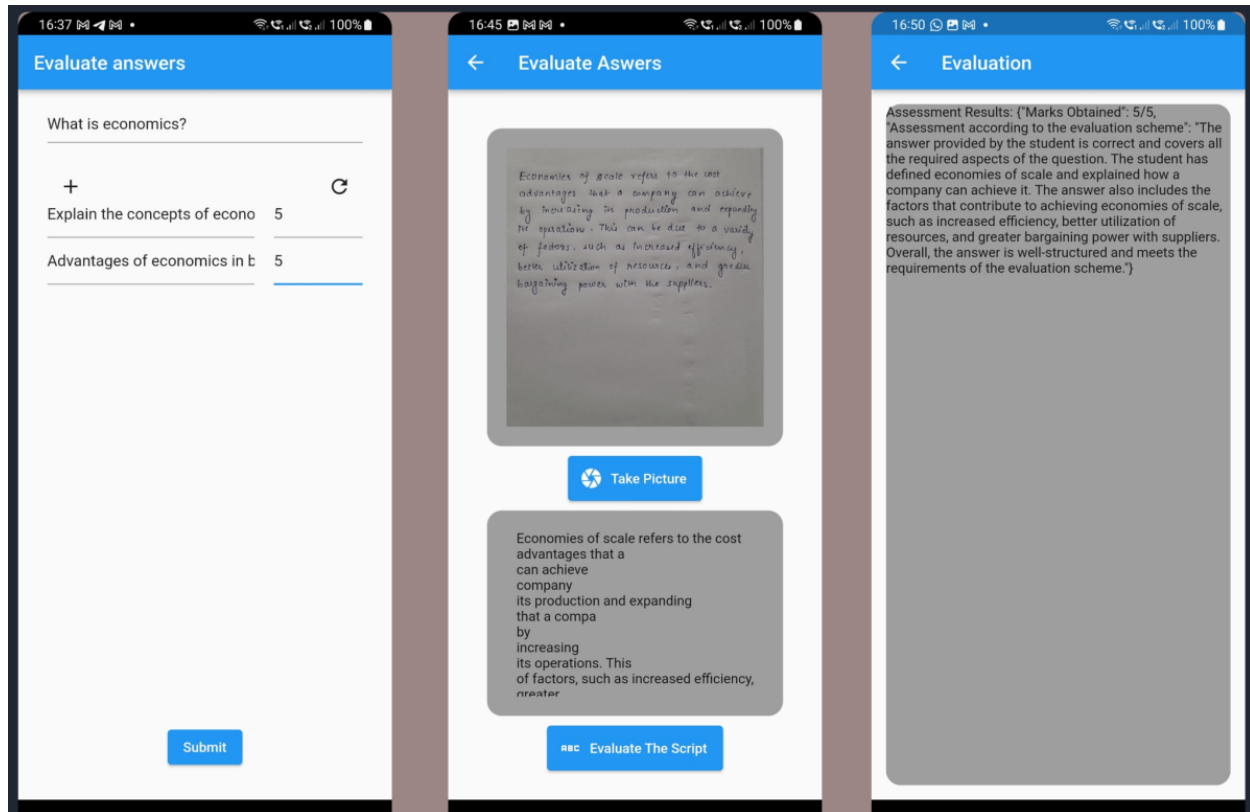 16:37
100%
Evaluate answers
What is economics?
+
Explain the concepts of econo 5
Advantages of economics in b 5
Submit
16:45
100%
Evaluate Aswers
Economies of scale refers to the cost
advantages that a company can achieve
by increasing its production and expanding
its operations. This can be due to a variety
of factors, such as increased efficiency,
better utilization of resources, and greater
bargaining power with the suppliers.
Take Picture
Economies of scale refers to the cost
advantages that a
can achieve
company
its production and expanding
that a compa
by
increasing
its operations. This
of factors, such as increased efficiency,
greater
ABC Evaluate The Script
16:50
100%
Evaluation
Assessment Results: {"Marks Obtained": 5/5,
"Assessment according to the evaluation scheme": "The
answer provided by the student is correct and covers all
the required aspects of the question. The student has
defined economies of scale and explained how a
company can achieve it. The answer also includes the
factors that contribute to achieving economies of scale,
such as increased efficiency, better utilization of
resources, and greater bargaining power with suppliers.
Overall, the answer is well-structured and meets the
requirements of the evaluation scheme."}